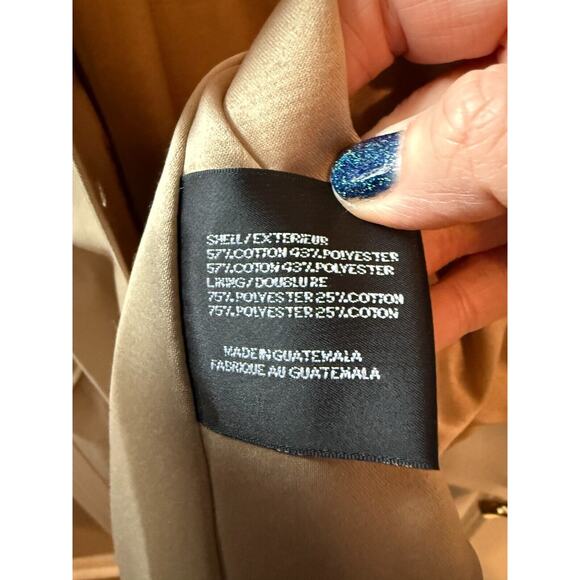 SHELL/EXTERIEUR
57%COTTON 43%POLYESTER
57%COTON 43%POLYESTER
LINING/DOUBLURE
75%POLYESTER 25%COTTON
75%POLYESTER 25%COTON
MADE IN GUATEMALA
FABRIQUE AU GUATEMALA